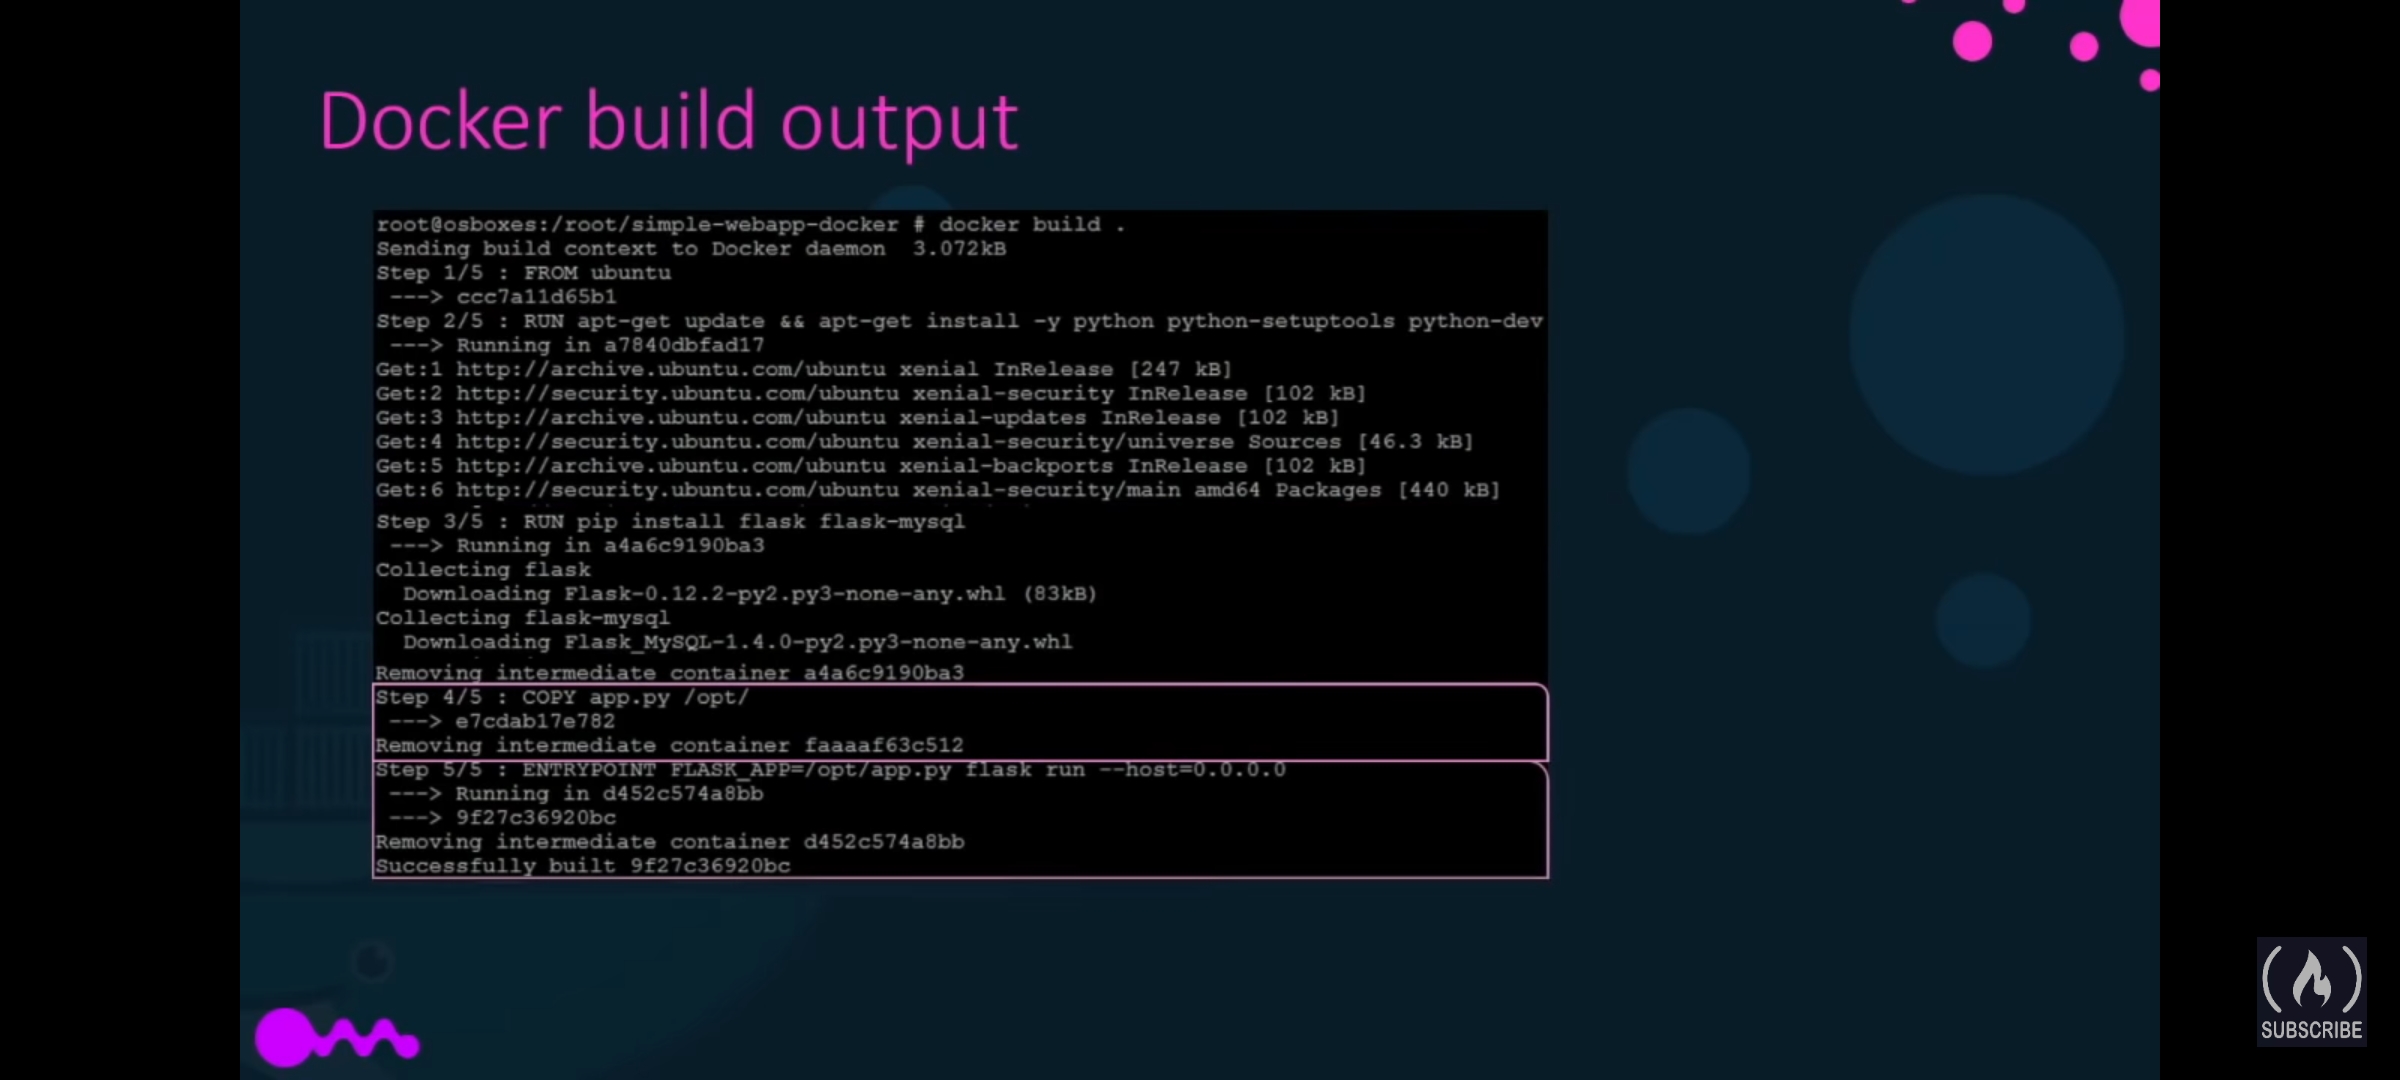 Docker build output
root@osboxes:/root/simple-webapp-docker # docker build .
Sending build context to Docker daemon  3.072kB
Step 1/5 : FROM ubuntu
 ---> ccc7a11d65b1
Step 2/5 : RUN apt-get update && apt-get install -y python python-setuptools python-dev
 ---> Running in a7840dbfad17
Get:1 http://archive.ubuntu.com/ubuntu xenial InRelease [247 kB]
Get:2 http://security.ubuntu.com/ubuntu xenial-security InRelease [102 kB]
Get:3 http://archive.ubuntu.com/ubuntu xenial-updates InRelease [102 kB]
Get:4 http://security.ubuntu.com/ubuntu xenial-security/universe Sources [46.3 kB]
Get:5 http://archive.ubuntu.com/ubuntu xenial-backports InRelease [102 kB]
Get:6 http://security.ubuntu.com/ubuntu xenial-security/main amd64 Packages [440 kB]
Step 3/5 : RUN pip install flask flask-mysql
 ---> Running in a4a6c9190ba3
Collecting flask
  Downloading Flask-0.12.2-py2.py3-none-any.whl (83kB)
Collecting flask-mysql
  Downloading Flask_MySQL-1.4.0-py2.py3-none-any.whl
Removing intermediate container a4a6c9190ba3
Step 4/5 : COPY app.py /opt/
 ---> e7cdab17e782
Removing intermediate container faaaaf63c512
Step 5/5 : ENTRYPOINT FLASK_APP=/opt/app.py flask run --host=0.0.0.0
 ---> Running in d452c574a8bb
 ---> 9f27c36920bc
Removing intermediate container d452c574a8bb
Successfully built 9f27c36920bc
SUBSCRIBE